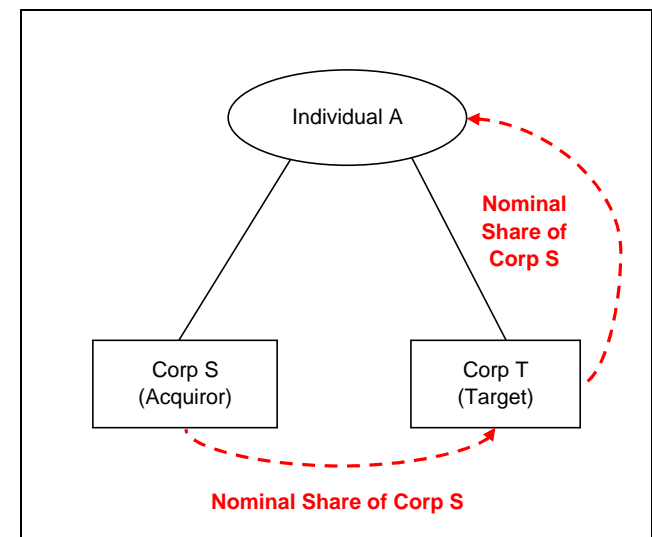 Individual A
Nominal
Share of
Corp S
Corp S
(Acquiror)
Corp T
(Target)
Nominal Share of Corp S